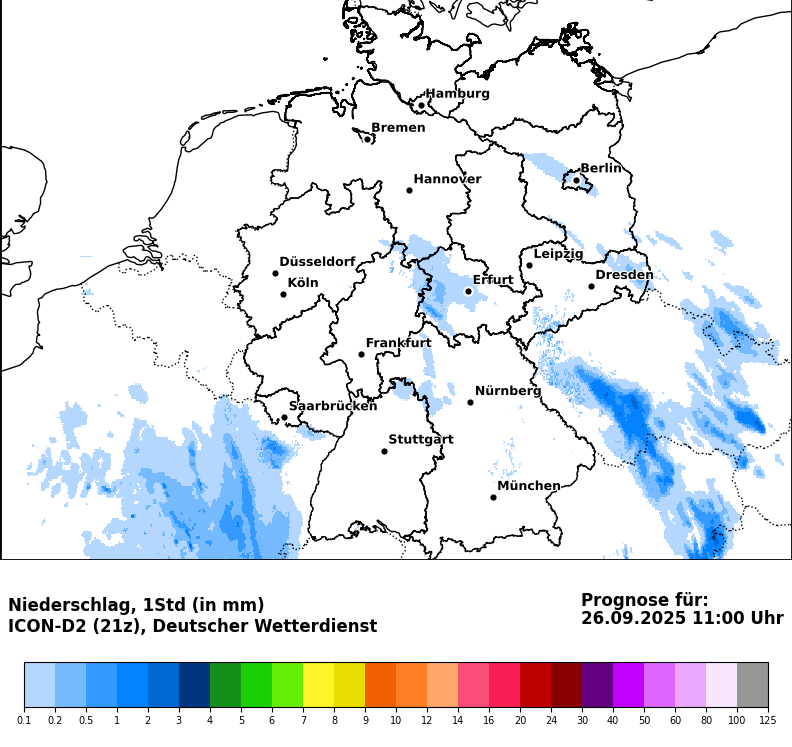 Hamburg
Bremen
Berlin
Hannover
Leipzig
Düsseldorf
Dresden
Köln
Erfurt
Frankfurt
Nürnberg
Saarbrücken
Stuttgart
München
Niederschlag, 1Std (in mm)
ICON-D2 (21z), Deutscher Wetterdienst
Prognose für:
26.09.2025 11:00 Uhr
0.1 0.2 0.5 1 2 3 4 5 6 7 8 9 10 12 14 16 20 24 30 40 50 60 80 100 125